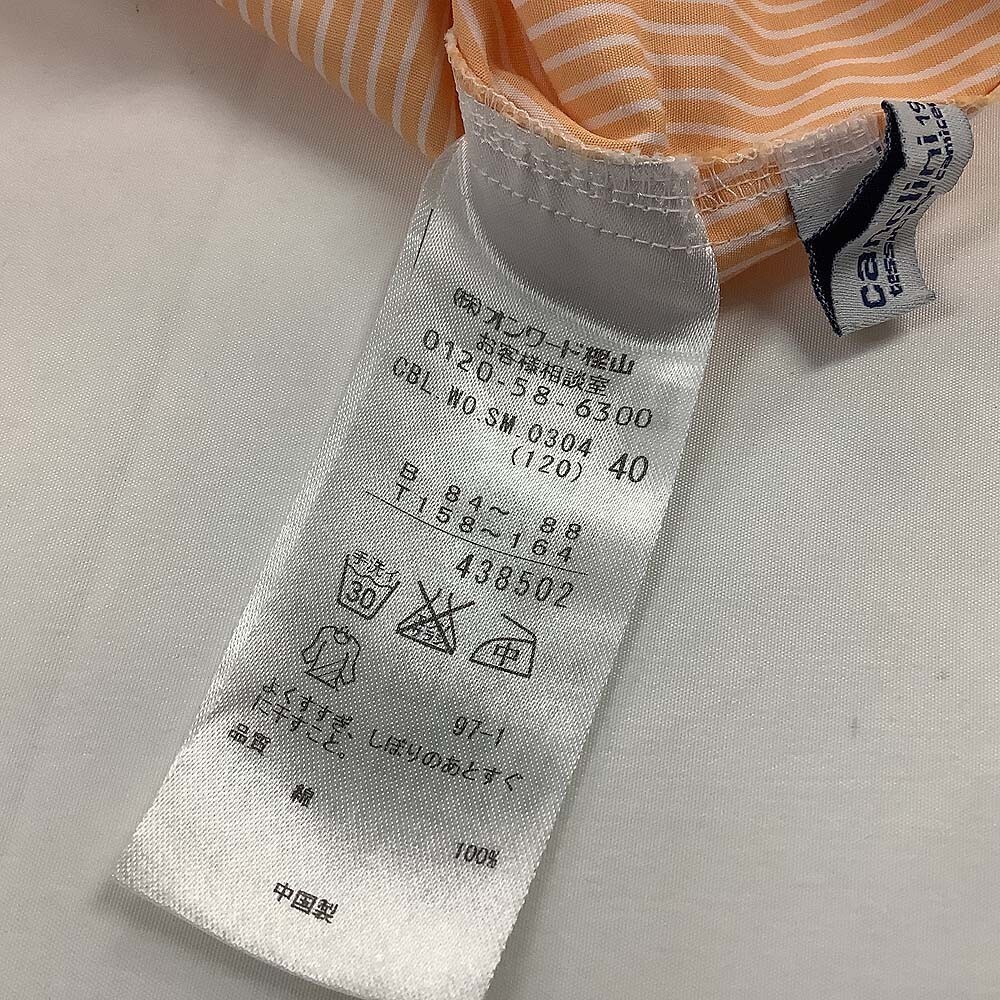 (株)オンワード樫山
お客様相談室
0120-58-6300
CBL.WO.SM.0304 40
(120)
B 84～ 88
T158～164
438502
手洗イ
30
中
97-1
よくすすぎ、しぼりのあとすぐ
に干すこと。
品質
綿
100%
中国製
canclini 19